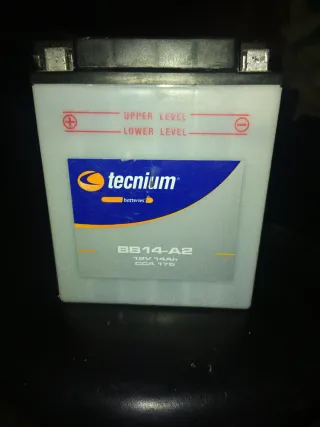 UPPER LEVEL
LOWER LEVEL
tecnium
batteries
BB14-A2
12V 14Ah
CCA 175